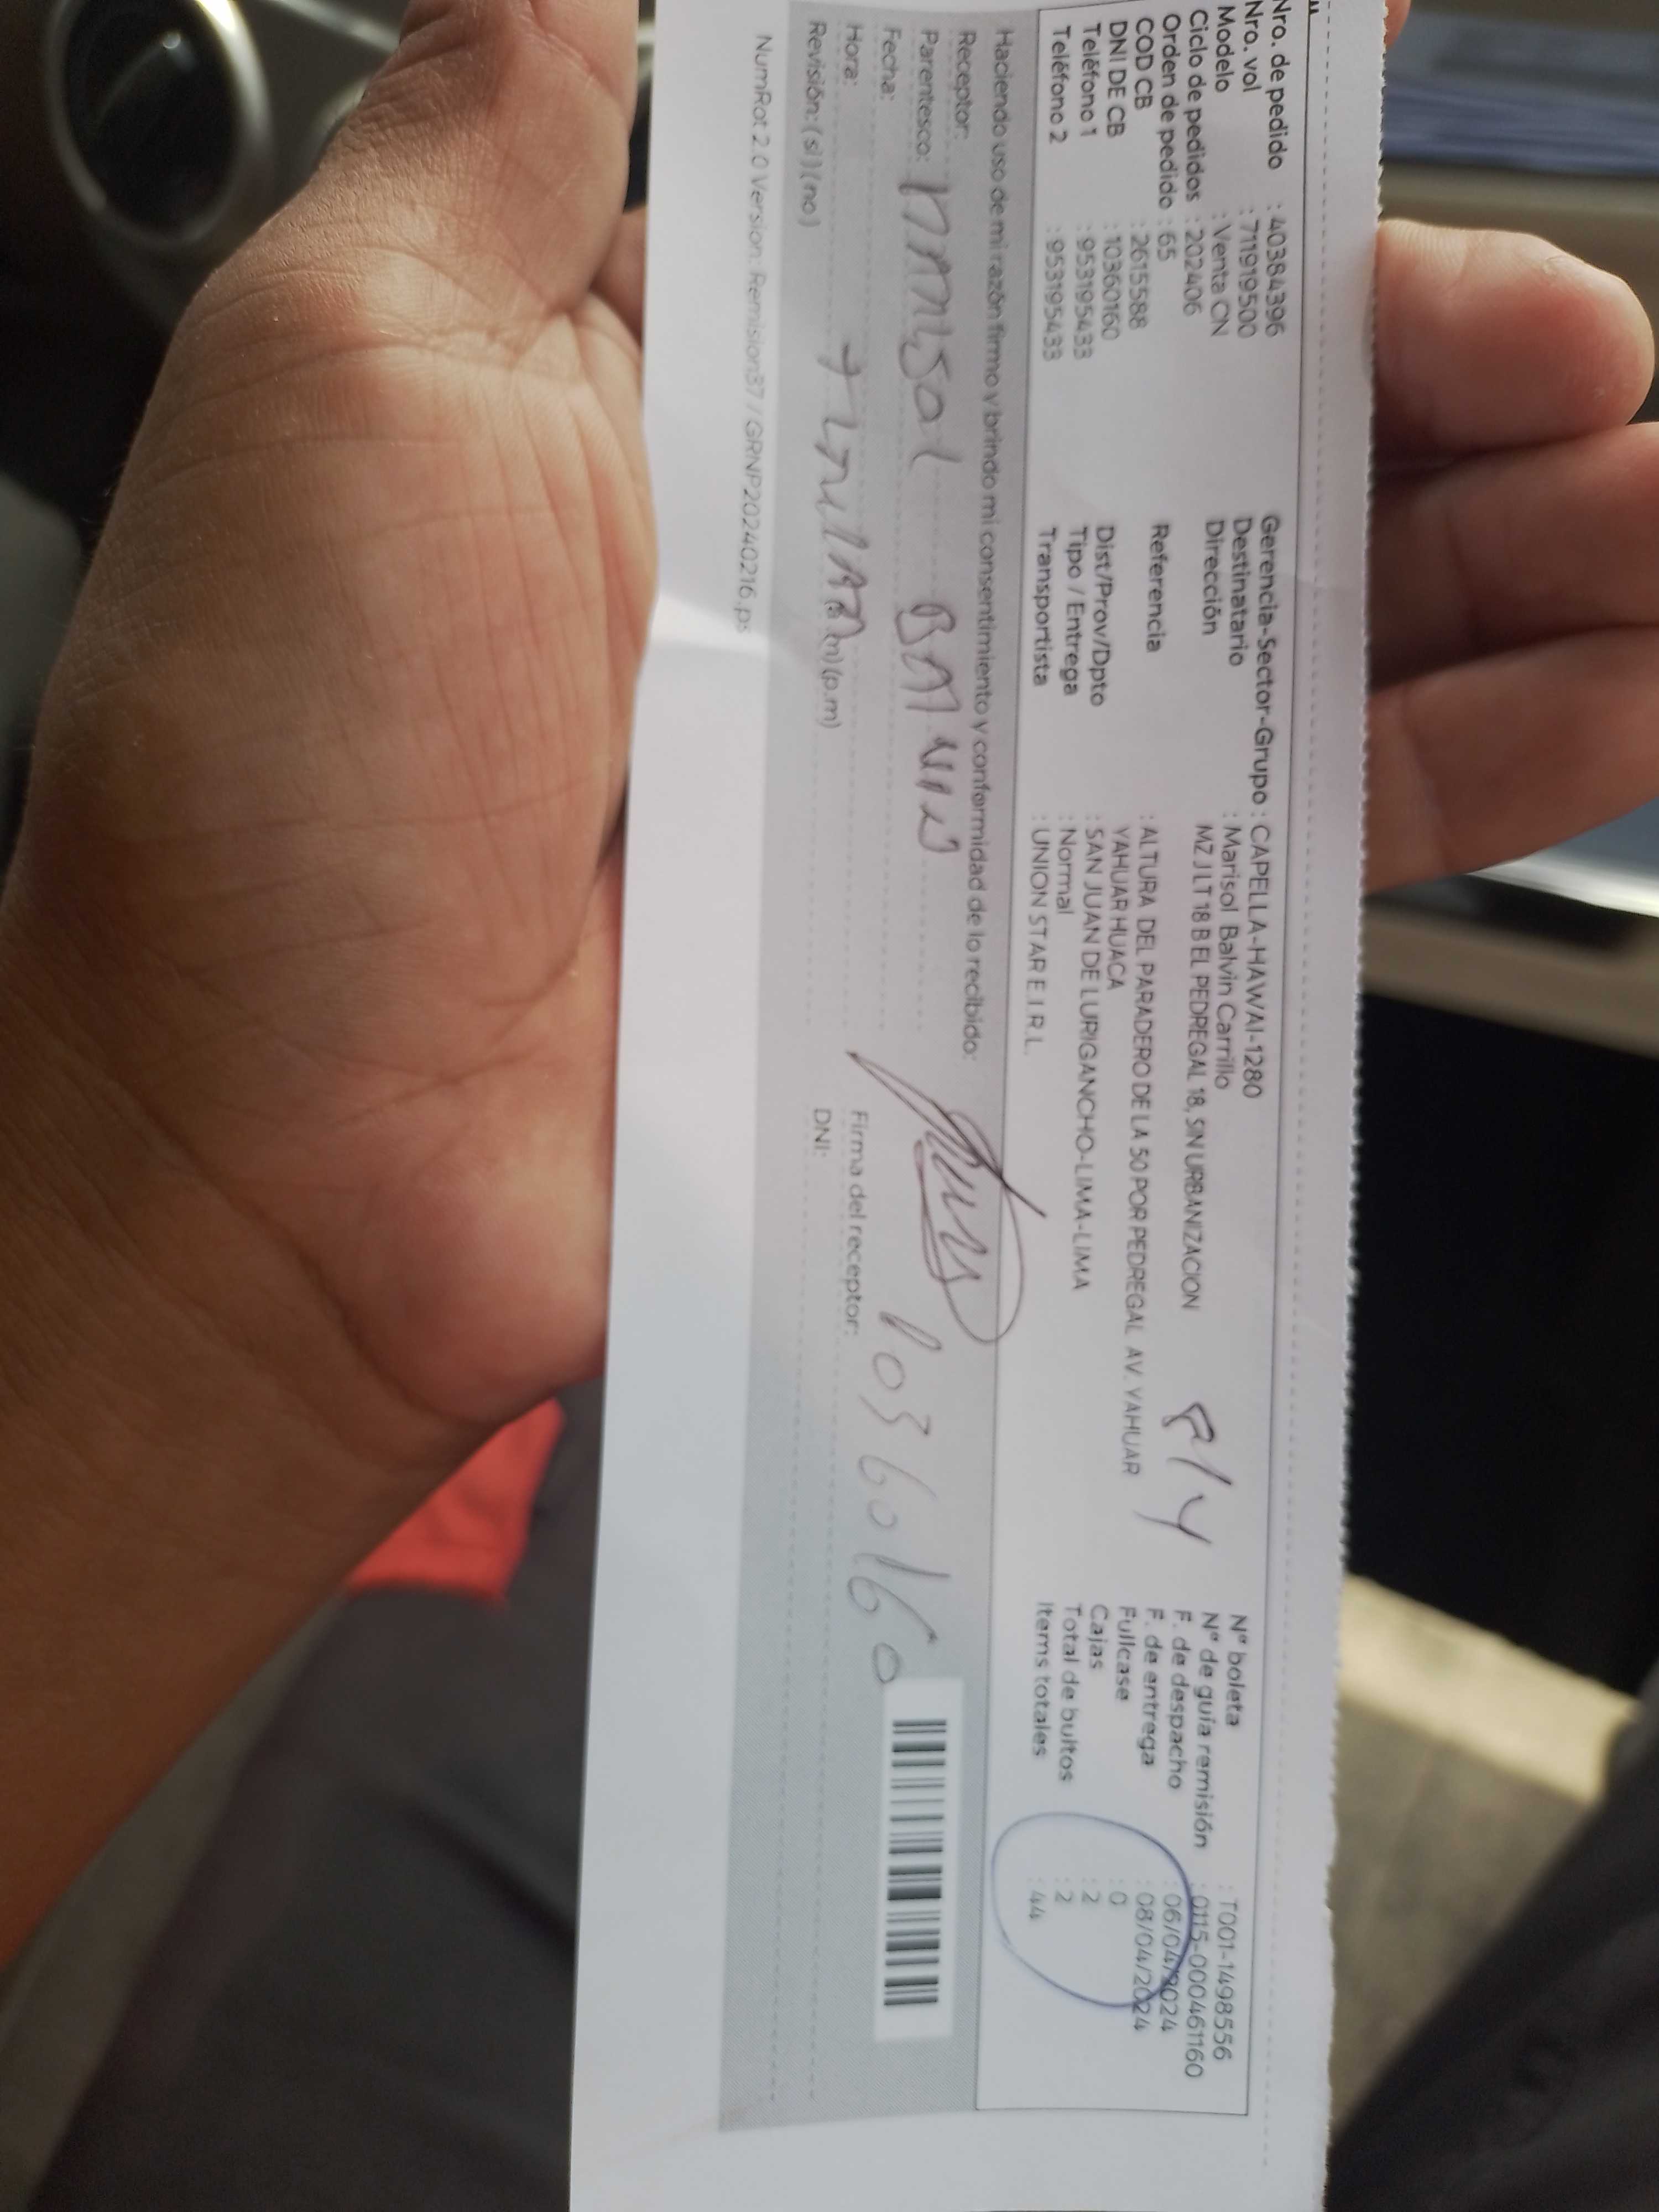 Nro. de pedido : 40384396
Nro. vol : 711919500
Modelo : Venta CN
Ciclo de pedidos : 202406
Orden de pedido : 65
COD CB : 2615588
DNI DE CB : 10360160
Teléfono 1 : 953195433
Teléfono 2 : 953195433
Gerencia-Sector-Grupo : CAPELLA-HAWAI-1280
Destinatario : Marisol Balvin Carrillo
Dirección MZ J LT 18 B EL PEDREGAL 18, SIN URBANIZACION
Referencia : ALTURA DEL PARADERO DE LA 50 POR PEDREGAL AV. YAHUAR
YAHUAR HUACA
Dist/Prov/Dpto : SAN JUAN DE LURIGANCHO-LIMA-LIMA
Tipo / Entrega : Normal
Transportista : UNION STAR E I R L.
8/4
N° boleta : T001-1498556
N° de guía remisión : 0115-000461160
F. de despacho : 06/04/2024
F. de entrega : 08/04/2024
Fullcase : 0
Cajas : 2
Total de bultos : 2
Items totales : 44
Haciendo uso de mi razón firmo y brindo mi consentimiento y conformidad de lo recibido:
Receptor:
Parentesco:
Fecha:
Hora: (a.m) (p.m)
Revisión: ( si ) ( no )
10360160
Firma del receptor:
DNI:
NumRot 2.0 Version. Remision37 / GRNP20240216.ps